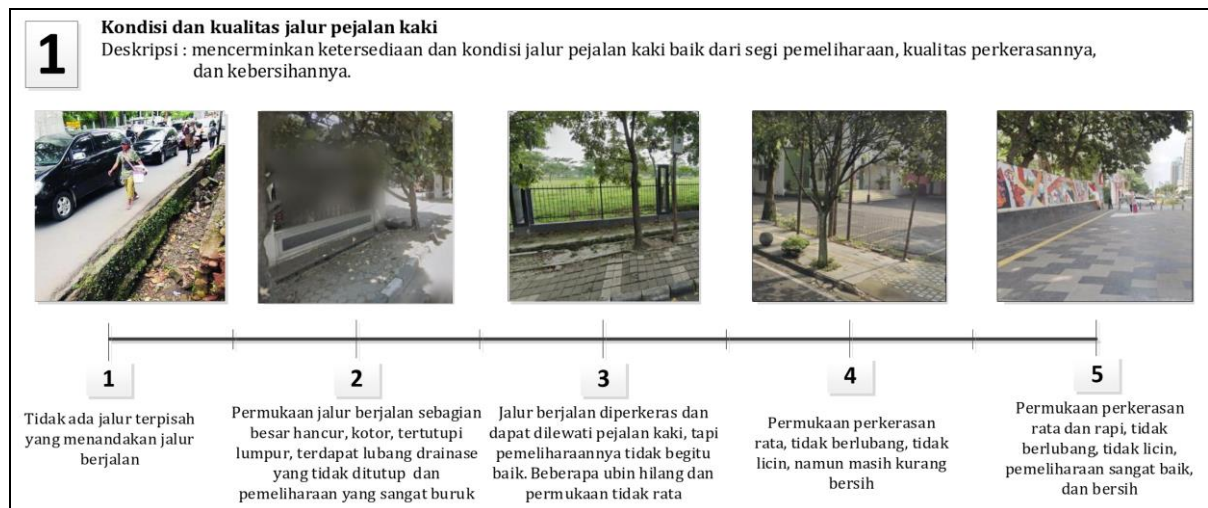 1
Kondisi dan kualitas jalur pejalan kaki
Deskripsi : mencerminkan ketersediaan dan kondisi jalur pejalan kaki baik dari segi pemeliharaan, kualitas perkerasannya,
dan kebersihannya.
1
Tidak ada jalur terpisah
yang menandakan jalur
berjalan
2
Permukaan jalur berjalan sebagian
besar hancur, kotor, tertutupi
lumpur, terdapat lubang drainase
yang tidak ditutup dan
pemeliharaan yang sangat buruk
3
Jalur berjalan diperkeras dan
dapat dilewati pejalan kaki, tapi
pemeliharaannya tidak begitu
baik. Beberapa ubin hilang dan
permukaan tidak rata
4
Permukaan perkerasan
rata, tidak berlubang, tidak
licin, namun masih kurang
bersih
5
Permukaan perkerasan
rata dan rapi, tidak
berlubang, tidak licin,
pemeliharaan sangat baik,
dan bersih